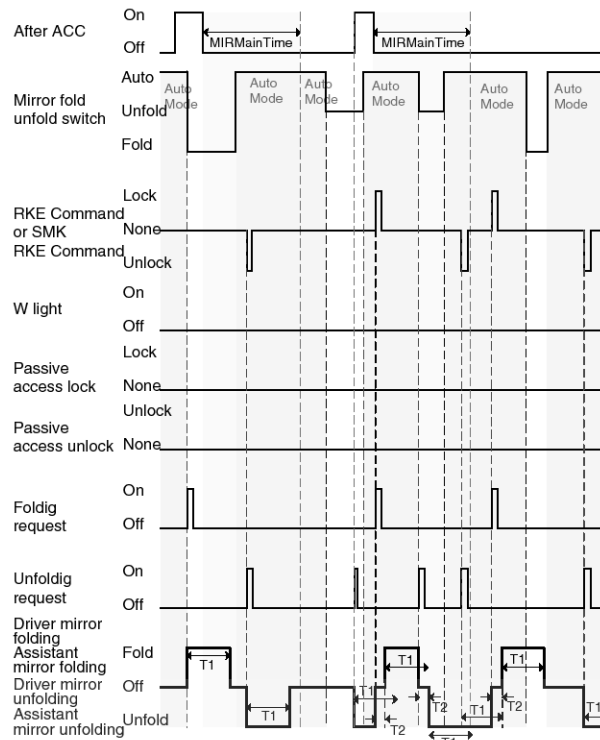 After ACC
On
Off
MIRMainTime
MIRMainTime
Mirror fold
unfold switch
Auto
Unfold
Fold
Auto
Mode
Auto
Mode
Auto
Mode
Auto
Mode
Auto
Mode
Auto
Mode
RKE Command
or SMK
RKE Command
Lock
None
Unlock
W light
On
Off
Passive
access lock
Lock
None
Passive
access unlock
Unlock
None
Foldig
request
On
Off
Unfoldig
request
On
Off
Driver mirror
folding
Assistant
mirror folding
Driver mirror
unfolding
Assistant
mirror unfolding
Fold
Off
Unfold
T1
T1
T1
T1
T2
T2
T1
T1
T2
T1
T1